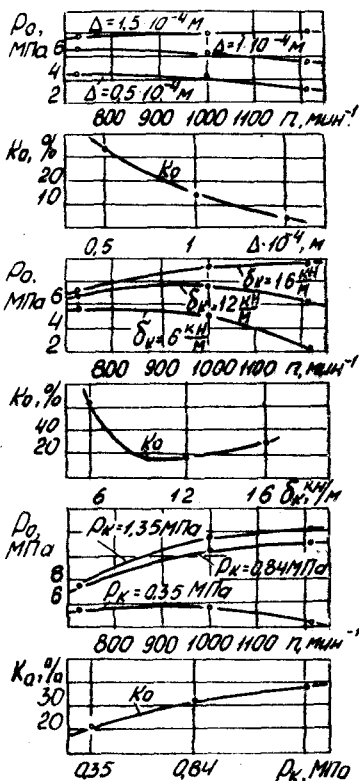 Po,
МПа
6
4
2
Δ=1,5·10⁻⁴м
Δ=1·10⁻⁴м
Δ=0,5·10⁻⁴м
800 900 1000 1100 n, мин⁻¹
Ko, %
20
10
Ko
0,5 1 Δ·10⁻⁴, м
Po,
МПа
6
4
2
δк=16 кН/м
δк=12 кН/м
δк=6 кН/м
800 900 1000 1100 n, мин⁻¹
Ko, %
40
20
Ko
6 12 16 δк, кН/м
Po,
МПа
8
6
Pк=1,35 МПа
Pк=0,84 МПа
Pк=0,35 МПа
800 900 1000 1100 n, мин⁻¹
Ko, %
30
20
Ko
0,35 0,84 Pк, МПа